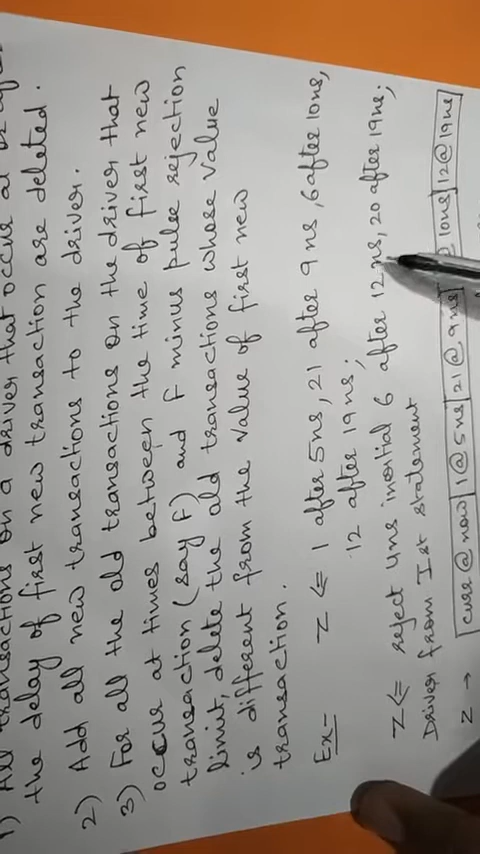 1) All transactions on a driver that occur at or after
the delay of first new transaction are deleted.
2) Add all new transactions to the driver.
3) For all the old transactions on the driver that
occur at times between the time of first new
transaction (say F) and F minus pulse rejection
limit, delete the old transactions whose value
is different from the value of first new
transaction.
Ex- Z <= 1 after 5ns, 21 after 9ns, 6 after 10ns,
12 after 19ns;
Z <= reject 4ns inertial 6 after 12ns, 20 after 19ns;
Driver from Ist statement
Z → curr @ now 1 @ 5ns 21 @ 9ns @ 10ns 12 @ 19ns